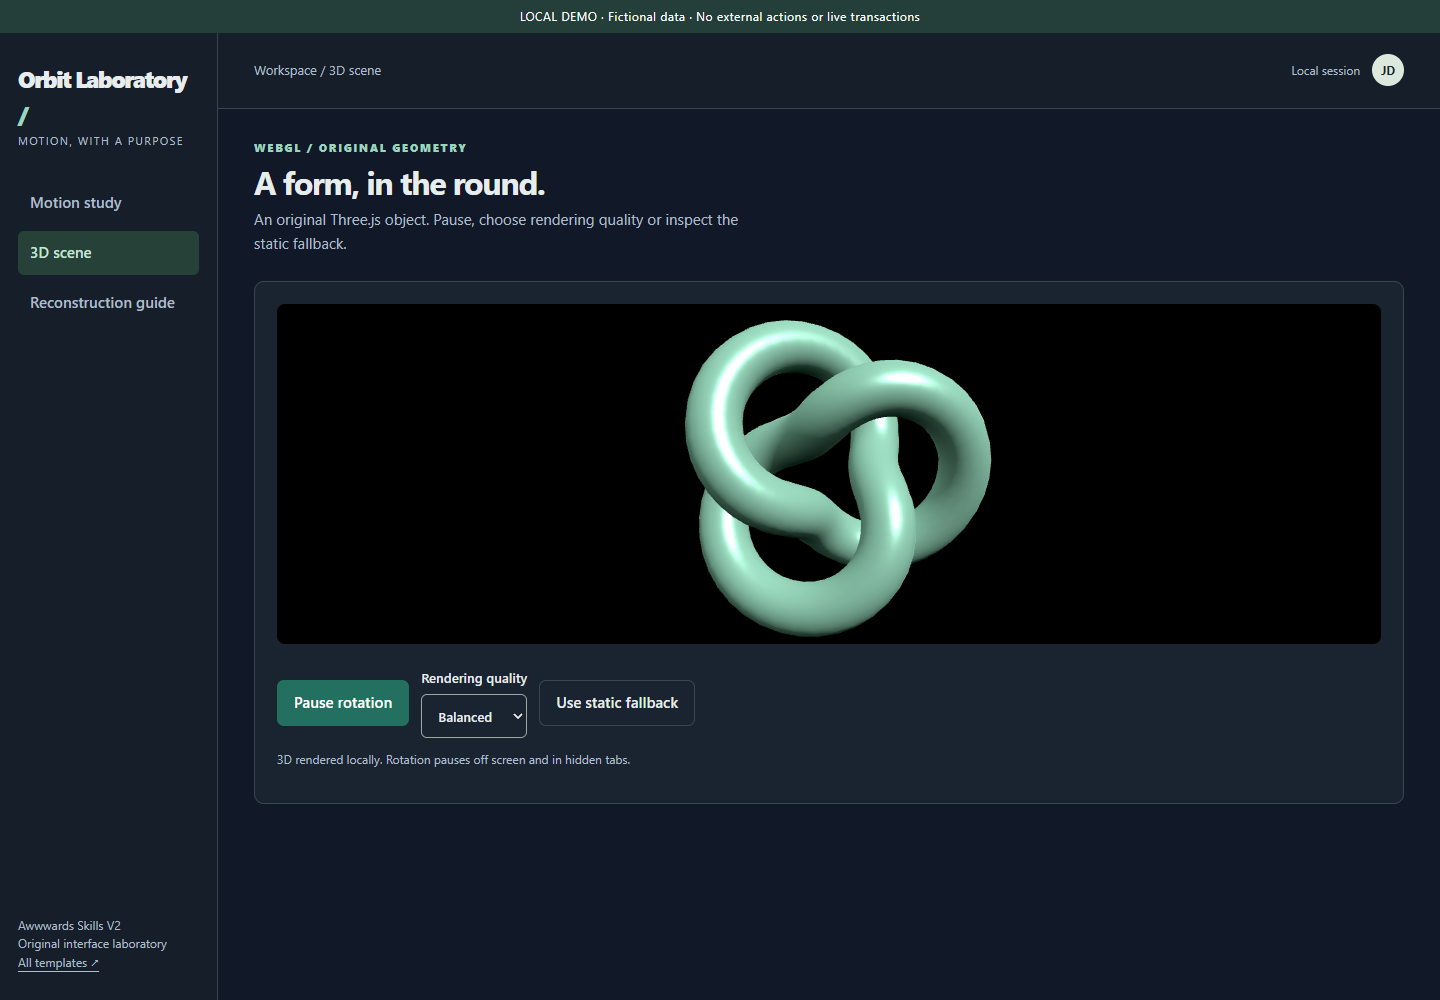 LOCAL DEMO · Fictional data · No external actions or live transactions
Orbit Laboratory
/
MOTION, WITH A PURPOSE
Motion study
3D scene
Reconstruction guide
Awwwards Skills V2
Original interface laboratory
All templates ↗
Workspace / 3D scene
Local session
JD
WEBGL / ORIGINAL GEOMETRY
A form, in the round.
An original Three.js object. Pause, choose rendering quality or inspect the
static fallback.
Pause rotation
Rendering quality
Balanced
Use static fallback
3D rendered locally. Rotation pauses off screen and in hidden tabs.